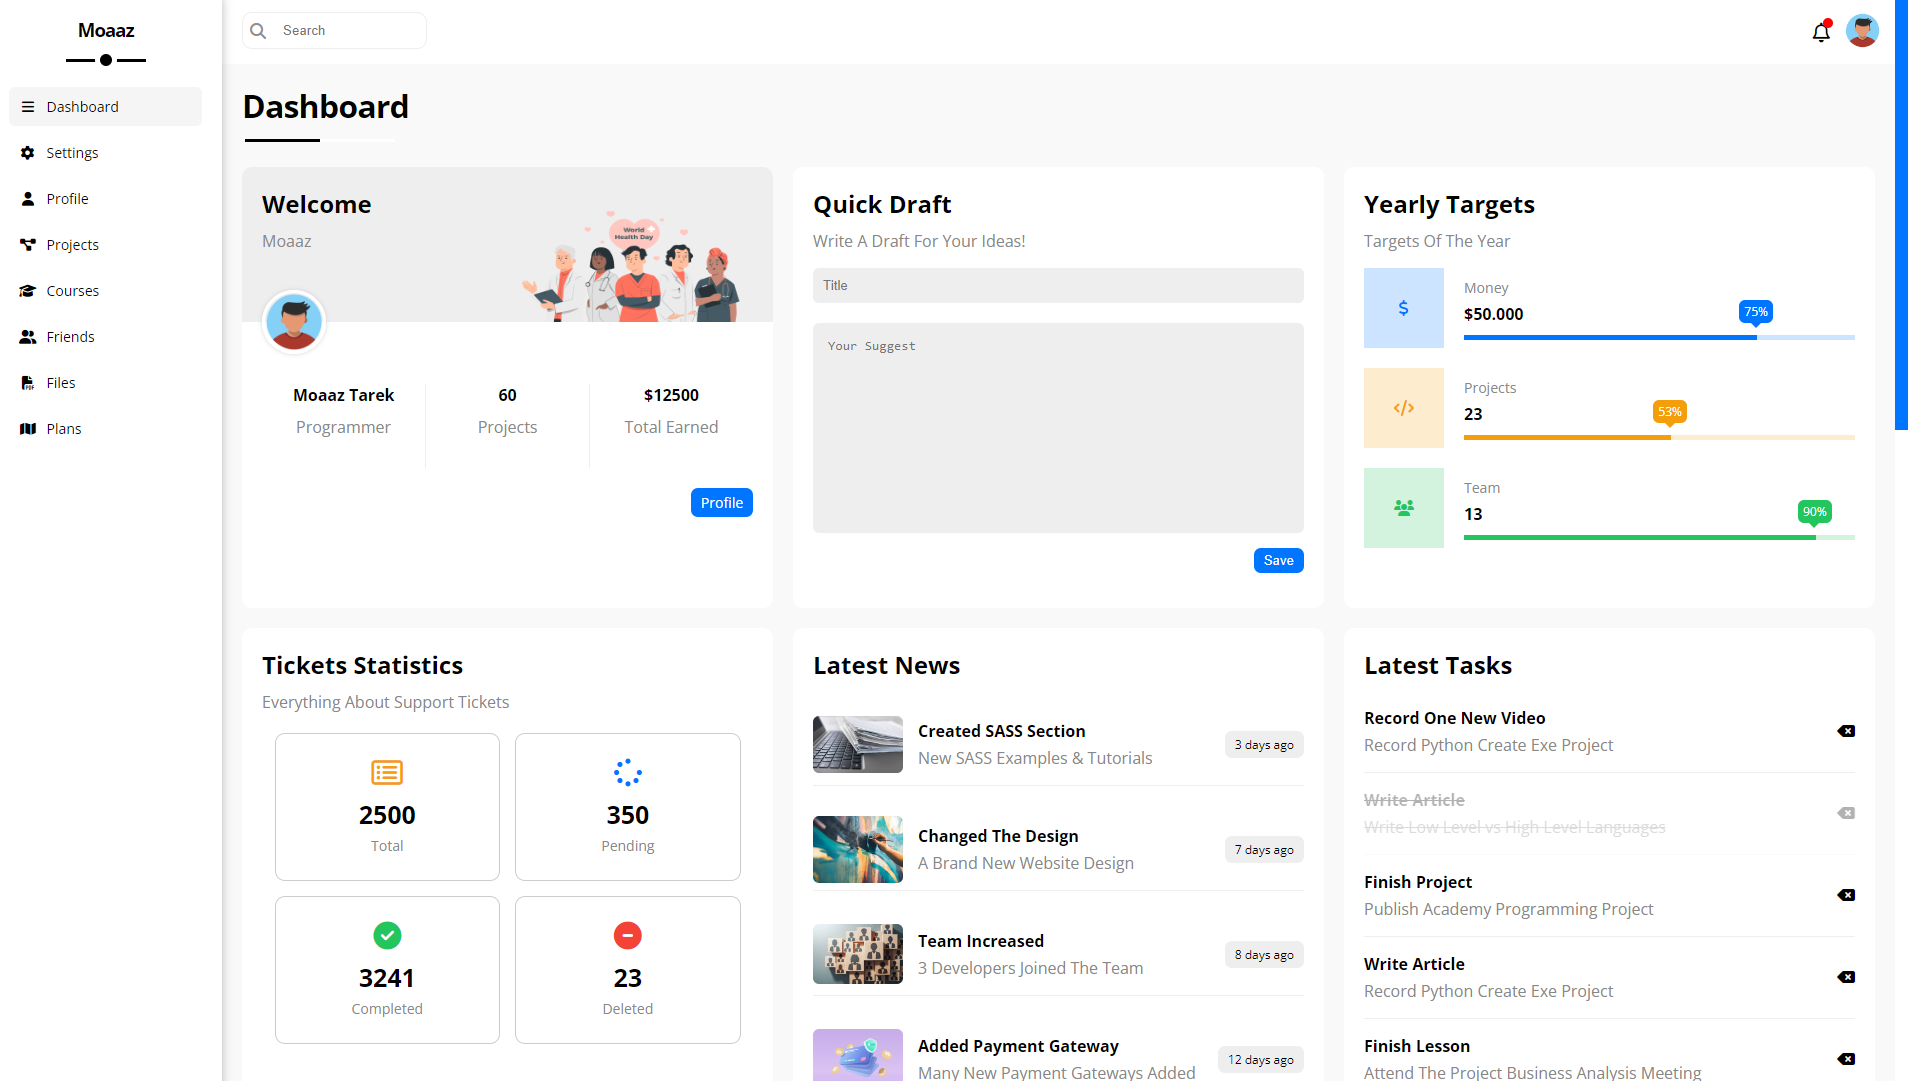 Moaaz
Search
Dashboard
Settings
Profile
Projects
Courses
Friends
Files
Plans
Dashboard
Welcome
Moaaz
World
Health Day
Moaaz Tarek
Programmer
60
Projects
$12500
Total Earned
Profile
Quick Draft
Write A Draft For Your Ideas!
Title
Your Suggest
Save
Yearly Targets
Targets Of The Year
Money
$50.000
75%
Projects
23
53%
Team
13
90%
Tickets Statistics
Everything About Support Tickets
2500
Total
350
Pending
3241
Completed
23
Deleted
Latest News
Created SASS Section
New SASS Examples & Tutorials
3 days ago
Changed The Design
A Brand New Website Design
7 days ago
Team Increased
3 Developers Joined The Team
8 days ago
Added Payment Gateway
Many New Payment Gateways Added
12 days ago
Latest Tasks
Record One New Video
Record Python Create Exe Project
Write Article
Write Low Level vs High Level Languages
Finish Project
Publish Academy Programming Project
Write Article
Record Python Create Exe Project
Finish Lesson
Attend The Project Business Analysis Meeting